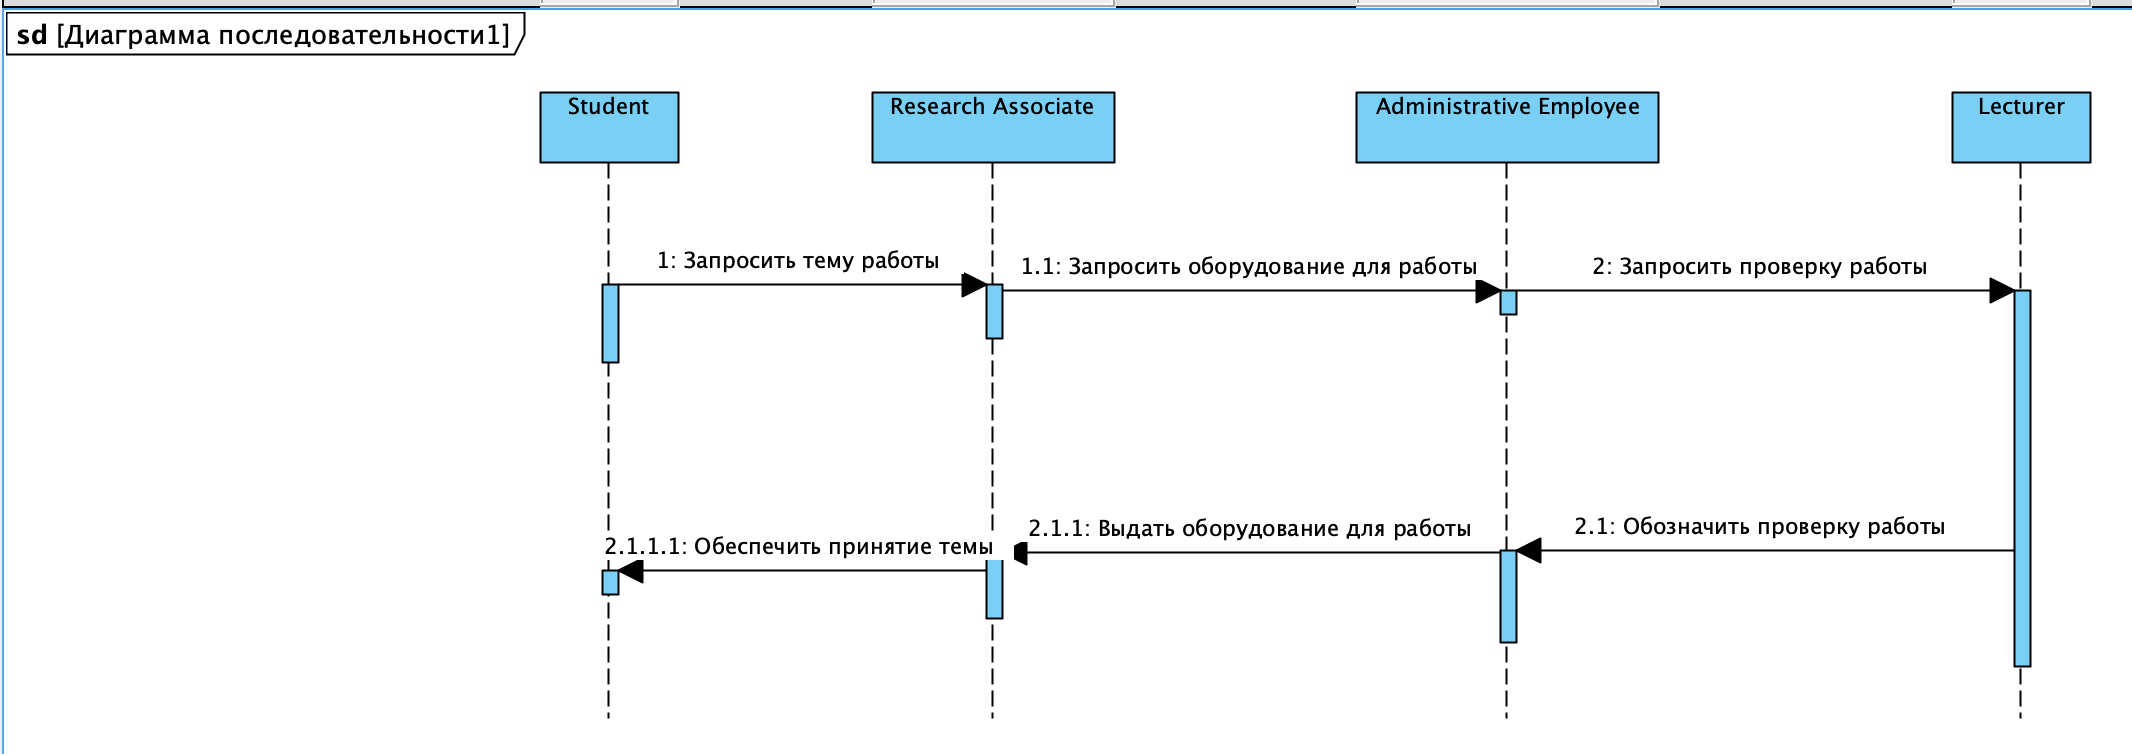 sd [Диаграмма последовательности1]
Student
Research Associate
Administrative Employee
Lecturer
1: Запросить тему работы
1.1: Запросить оборудование для работы
2: Запросить проверку работы
2.1: Обозначить проверку работы
2.1.1: Выдать оборудование для работы
2.1.1.1: Обеспечить принятие темы